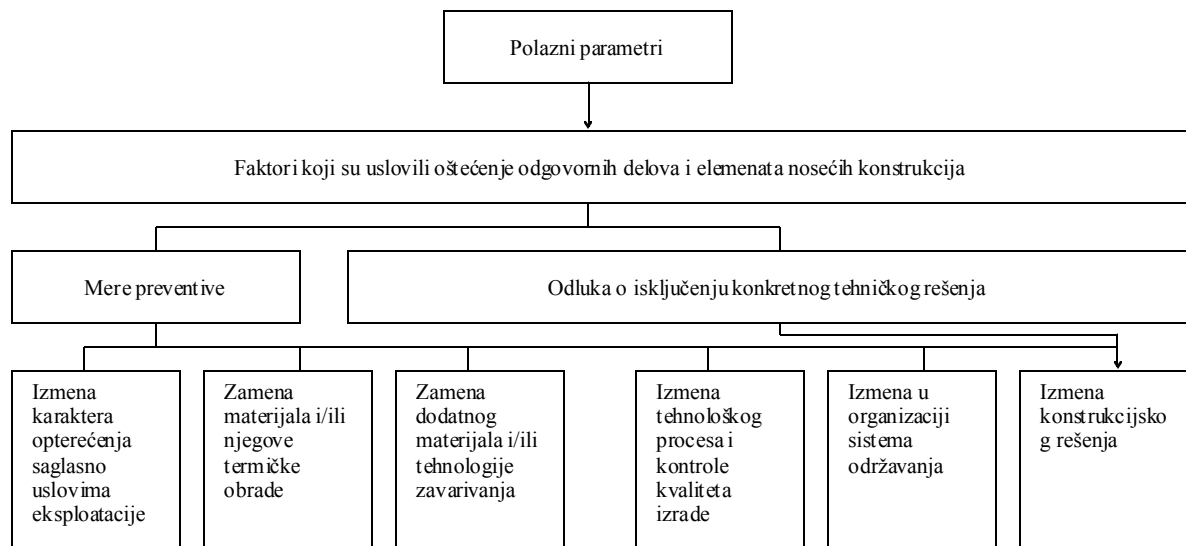 Polazni parametri
Faktori koji su uslovili oštećenje odgovornih delova i elemenata nosećih konstrukcija
Mere preventive
Odluka o isključenju konkretnog tehničkog rešenja
Izmena
karaktera
opterećenja
saglasno
uslovima
eksploatacije
Zamena
materijala i/ili
njegove
termičke
obrade
Zamena
dodatnog
materijala i/ili
tehnologije
zavarivanja
Izmena
tehnološkog
procesa i
kontrole
kvaliteta
izrade
Izmena u
organizaciji
sistema
održavanja
Izmena
konstrukcijsko
g rešenja